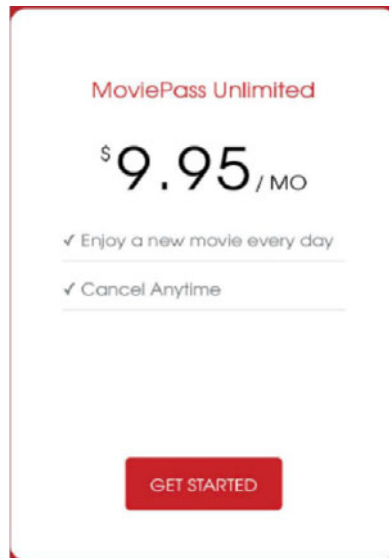 MoviePass Unlimited
$9.95/MO
✓ Enjoy a new movie every day
✓ Cancel Anytime
GET STARTED